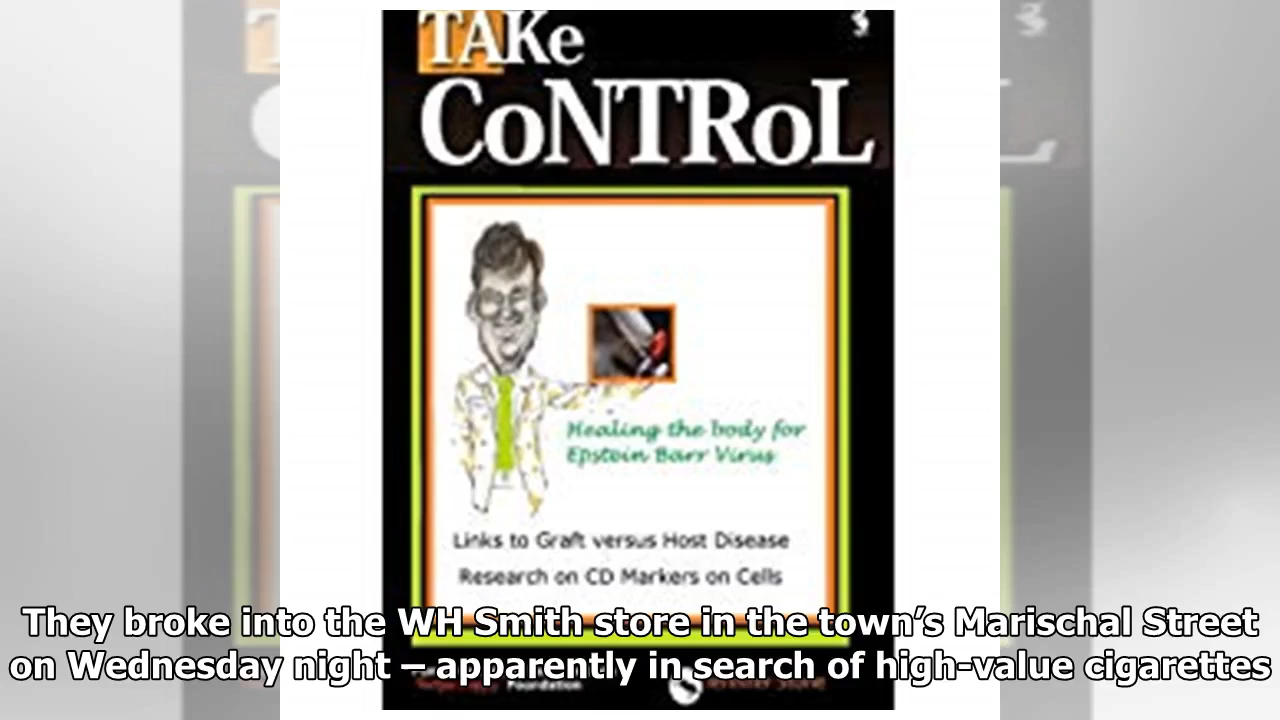 TAKe
CoNTRoL
Healing the body for
Epstein Barr Virus
Links to Graft versus Host Disease
Research on CD Markers on Cells
They broke into the WH Smith store in the town’s Marischal Street
on Wednesday night – apparently in search of high-value cigarettes
Foundation